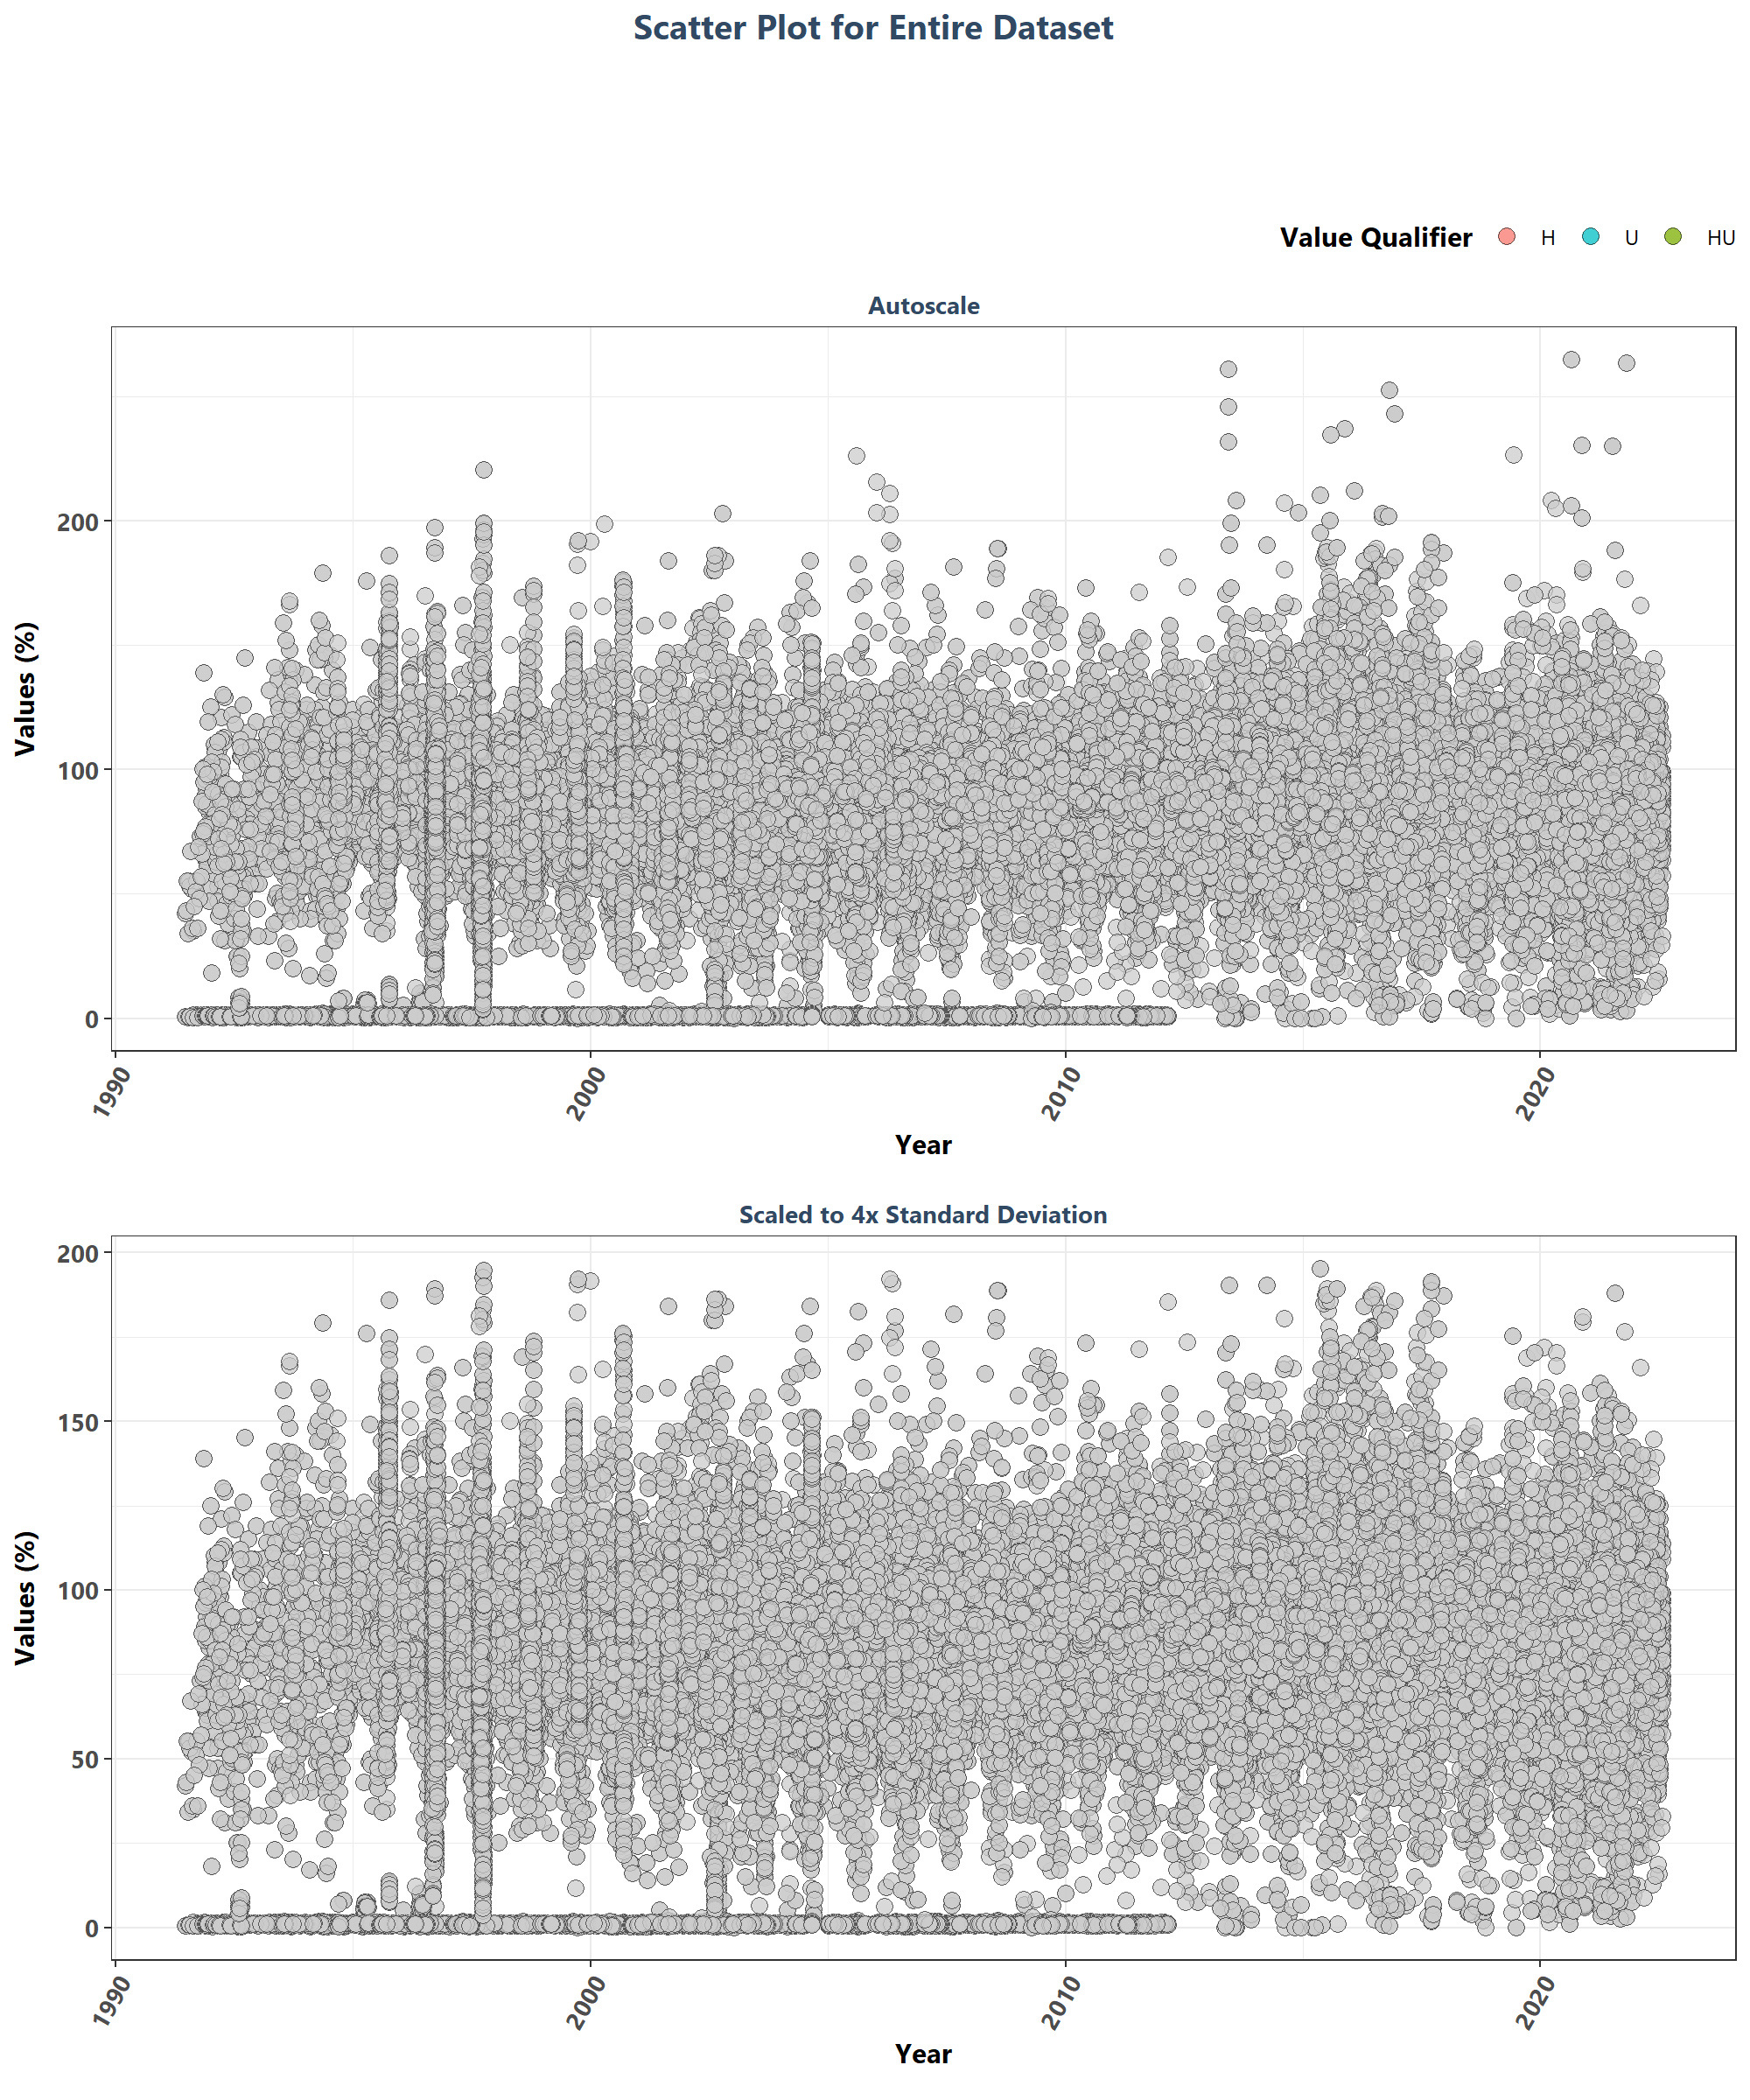 Scatter Plot for Entire Dataset
Value Qualifier H U HU
Autoscale
Values (%)
200
100
0
1990 2000 2010 2020
Year
Scaled to 4x Standard Deviation
Values (%)
200
150
100
50
0
1990 2000 2010 2020
Year